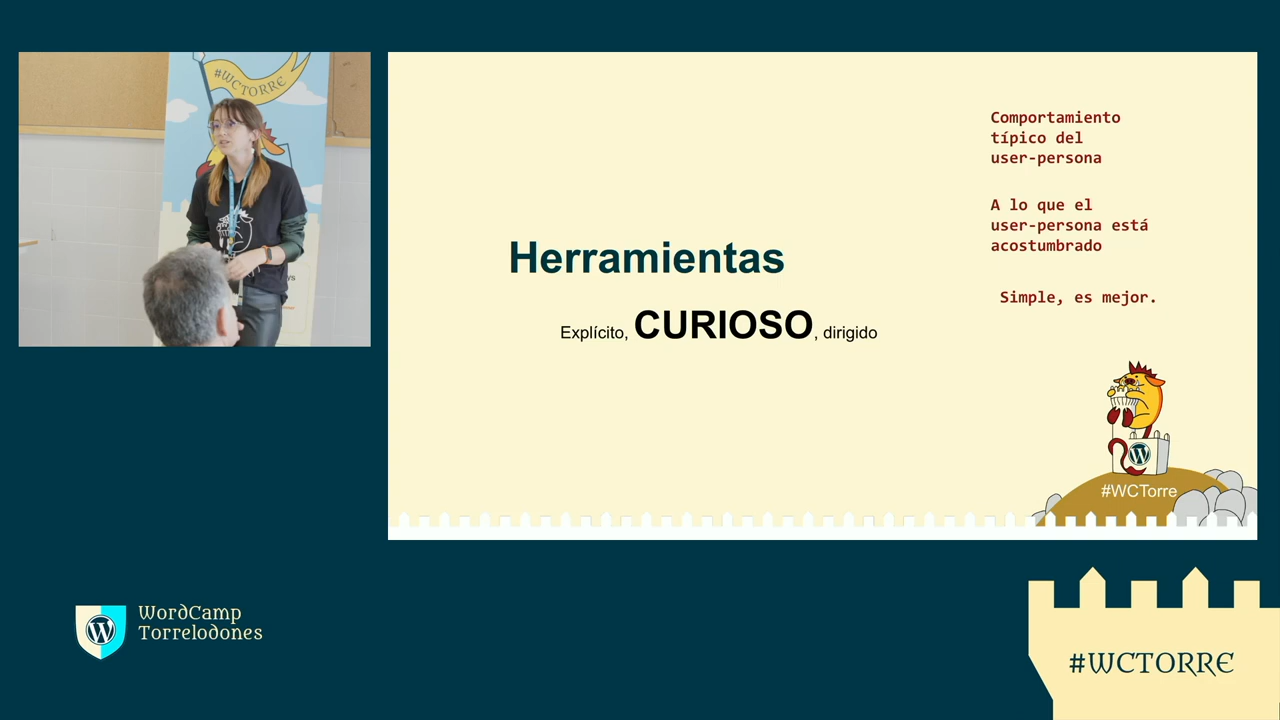 #WCTORRE
ys
Comportamiento
típico del
user-persona
A lo que el
user-persona está
acostumbrado
Simple, es mejor.
Herramientas
Explícito, CURIOSO, dirigido
#WCTorre
WordCamp
Torrelodones
#WCTORRE